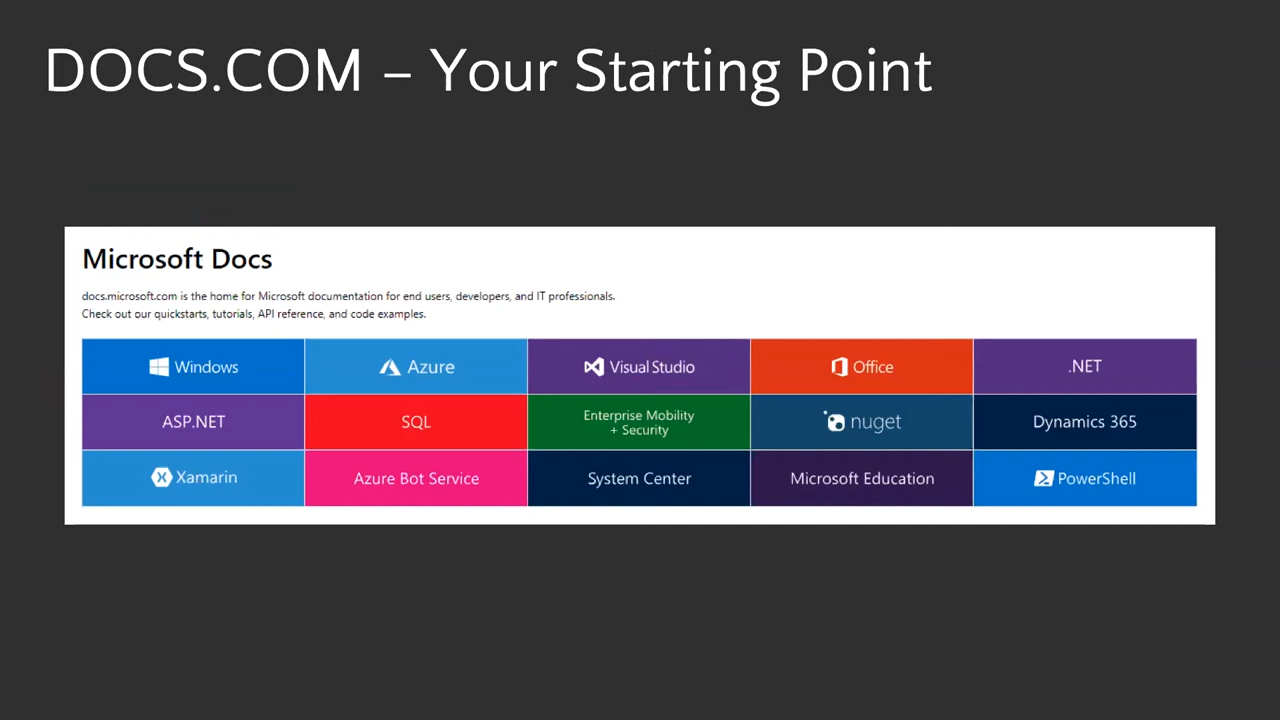 DOCS.COM – Your Starting Point
Microsoft Docs
docs.microsoft.com is the home for Microsoft documentation for end users, developers, and IT professionals.
Check out our quickstarts, tutorials, API reference, and code examples.
Windows
Azure
Visual Studio
Office
.NET
ASP.NET
SQL
Enterprise Mobility
+ Security
nuget
Dynamics 365
Xamarin
Azure Bot Service
System Center
Microsoft Education
PowerShell